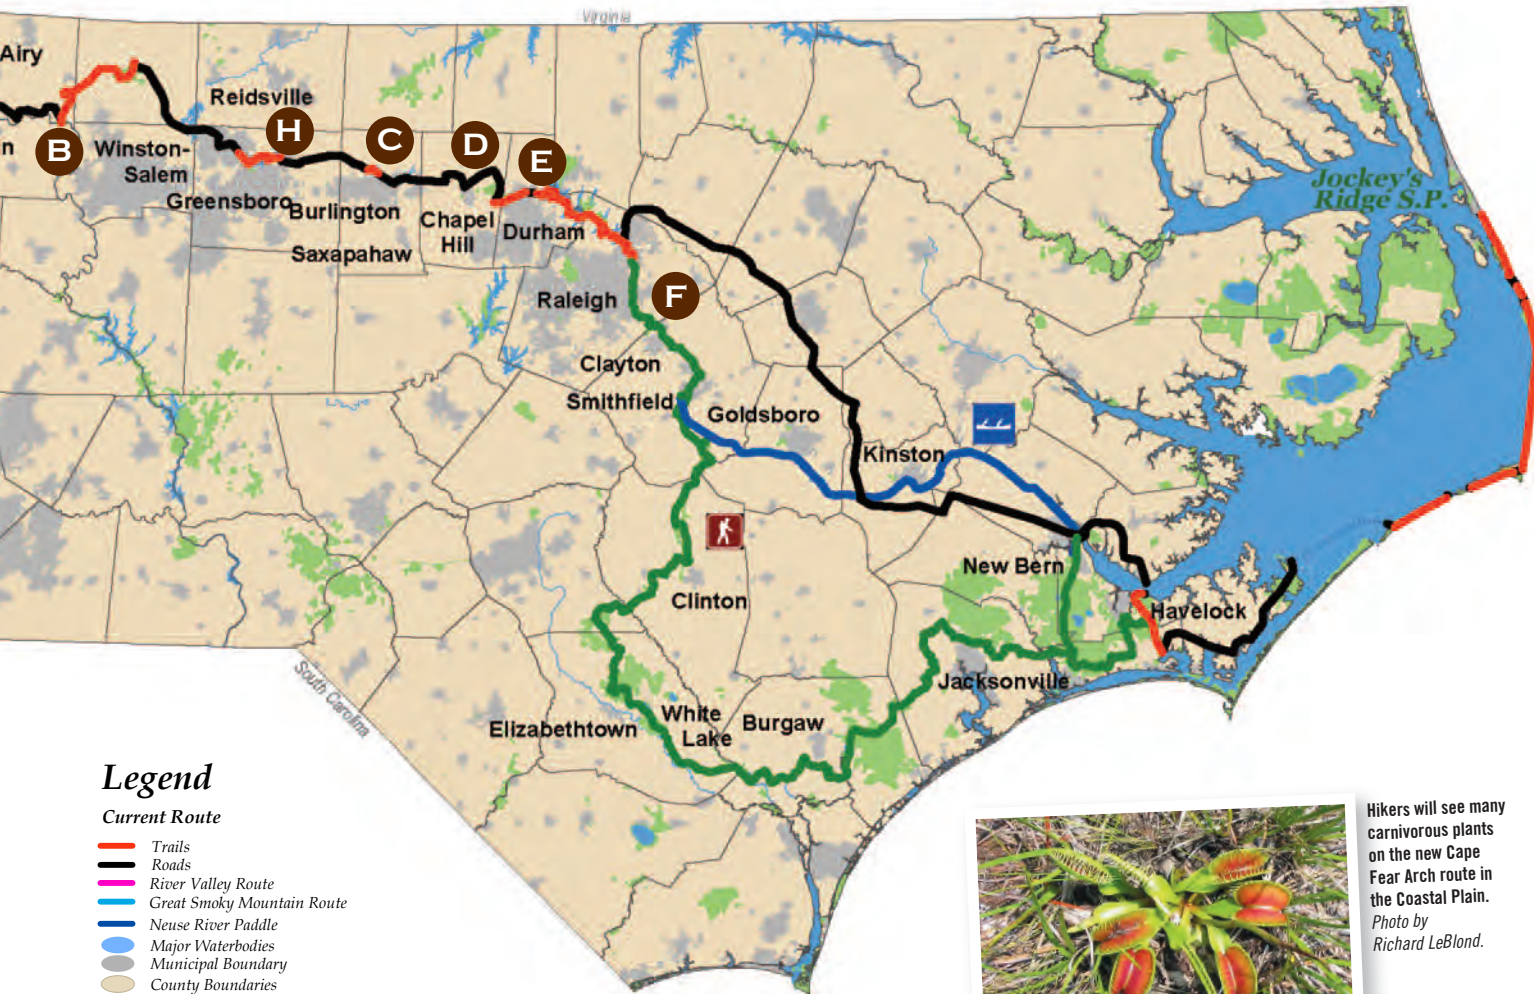 Virginia
Airy
Reidsville
H
C
D
E
B
n
Winston-
Salem
Greensboro
Burlington
Chapel
Hill
Durham
Saxapahaw
Jockey's
Ridge S.P.
Raleigh
F
Clayton
Smithfield
Goldsboro
Kinston
New Bern
Clinton
Havelock
Jacksonville
South Carolina
White
Lake
Burgaw
Elizabethtown
Legend
Current Route
Trails
Roads
River Valley Route
Great Smoky Mountain Route
Neuse River Paddle
Major Waterbodies
Municipal Boundary
County Boundaries
Hikers will see many
carnivorous plants
on the new Cape
Fear Arch route in
the Coastal Plain.
Photo by
Richard LeBlond.